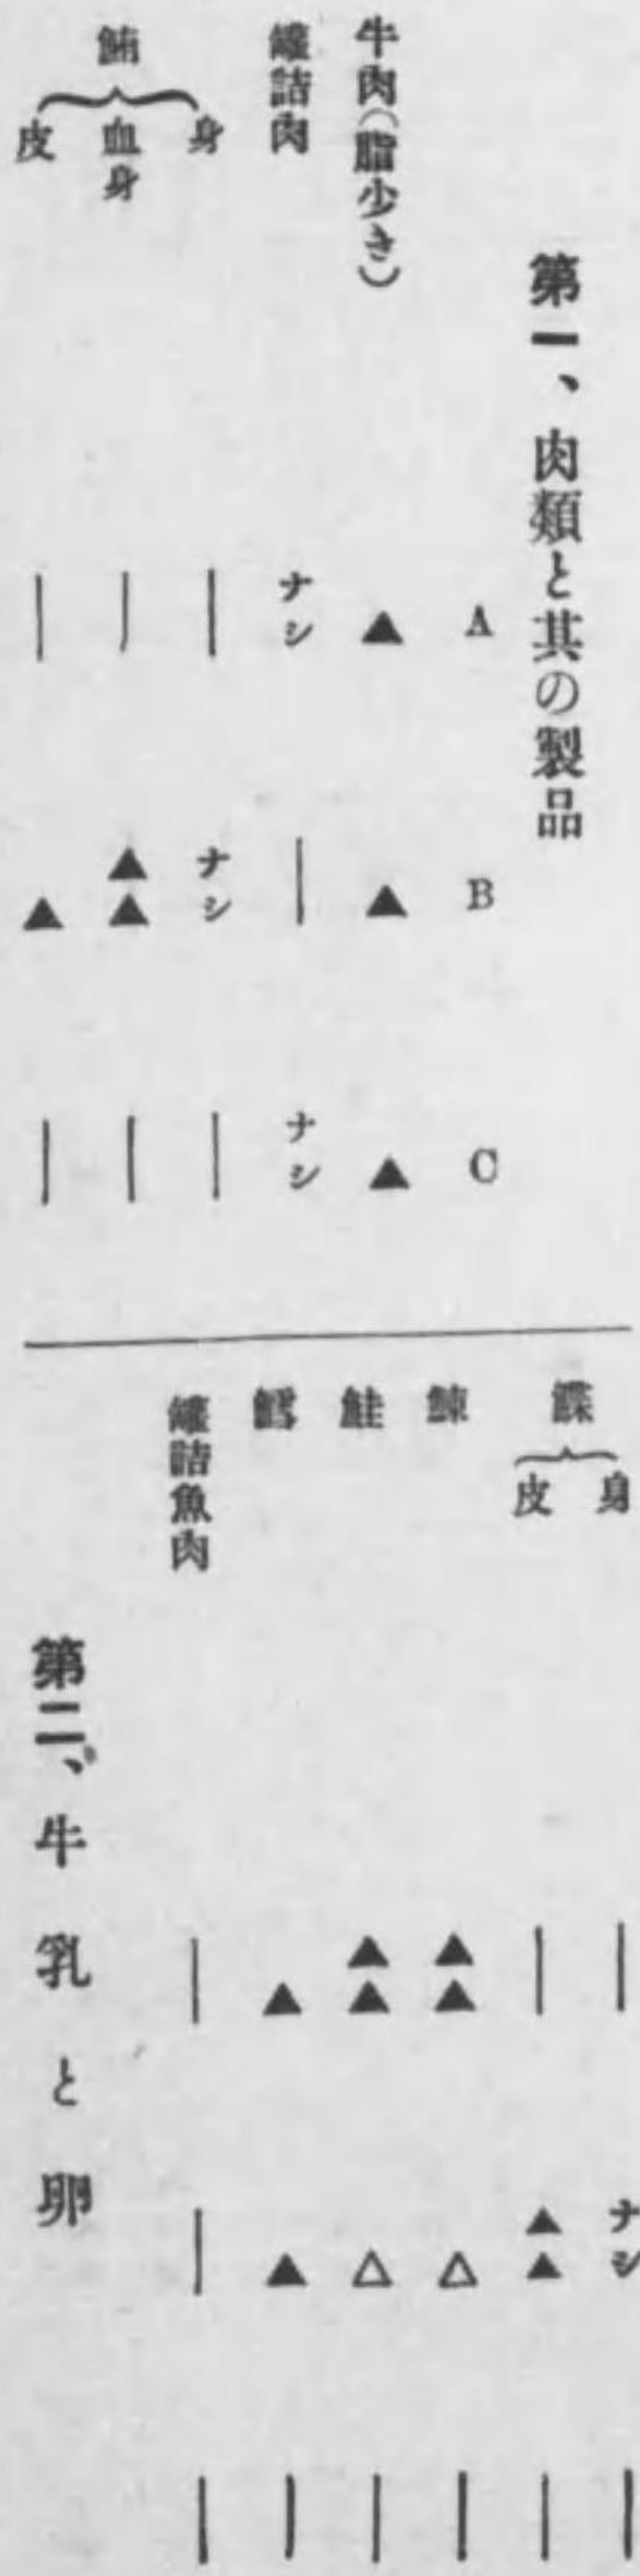 第一、肉類と其の製品
A B C
牛肉(脂少き) ▲ ▲ ▲
罐詰肉 ナシ ― ナシ
鮪 身 ― ナシ ―
血身 ― ▲▲ ―
皮 ― ▲ ―
鰈 身 ― ナシ ―
皮 ― ▲▲ ―
鰊 ▲▲ △ ―
鮭 ▲▲ △ ―
鱈 ▲ ▲ ―
罐詰魚肉 ― ― ―
第二、牛乳と卵